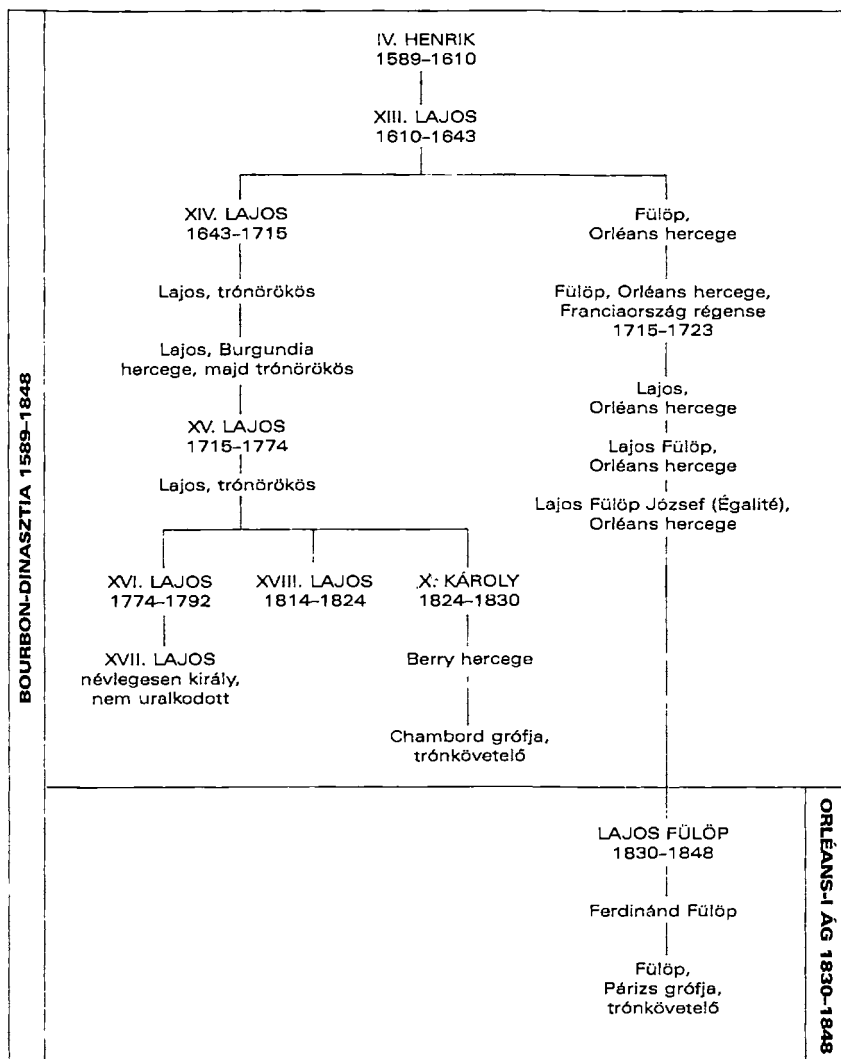 BOURBON-DINASZTIA 1589–1848
IV. HENRIK
1589–1610
XIII. LAJOS
1610–1643
XIV. LAJOS
1643–1715
Fülöp,
Orléans hercege
Lajos, trónörökös
Fülöp, Orléans hercege,
Franciaország régense
1715–1723
Lajos, Burgundia
hercege, majd trónörökös
Lajos,
Orléans hercege
XV. LAJOS
1715–1774
Lajos Fülöp,
Orléans hercege
Lajos, trónörökös
Lajos Fülöp József (Égalité),
Orléans hercege
XVI. LAJOS
1774–1792
XVIII. LAJOS
1814–1824
X. KÁROLY
1824–1830
XVII. LAJOS
névlegesen király,
nem uralkodott
Berry hercege
Chambord grófja,
trónkövetelő
ORLÉANS-I ÁG 1830–1848
LAJOS FÜLÖP
1830–1848
Ferdinánd Fülöp
Fülöp,
Párizs grófja,
trónkövetelő